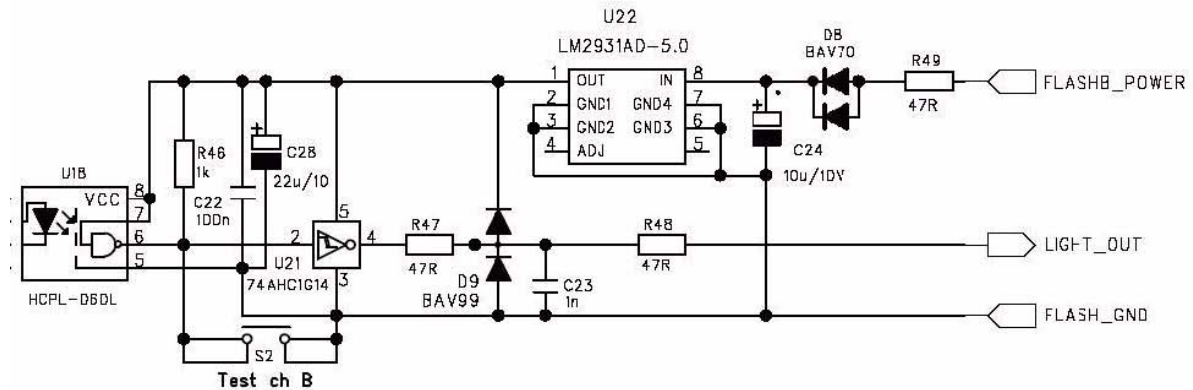 U22
LM2931AD-5.0
D8
BAV70
R49
47R
FLASHB_POWER
1 OUT IN 8
2 GND1 GND4 7
3 GND2 GND3 6
4 ADJ 5
C24
10u/10V
R46
1k
C28
22u/10
C22
100n
U1B
VCC 8
7
6
5
HCPL-060L
2 5 4 3
U21
74AHC1G14
R47
47R
D9
BAV99
C23
1n
R48
47R
LIGHT_OUT
FLASH_GND
S2
Test ch B